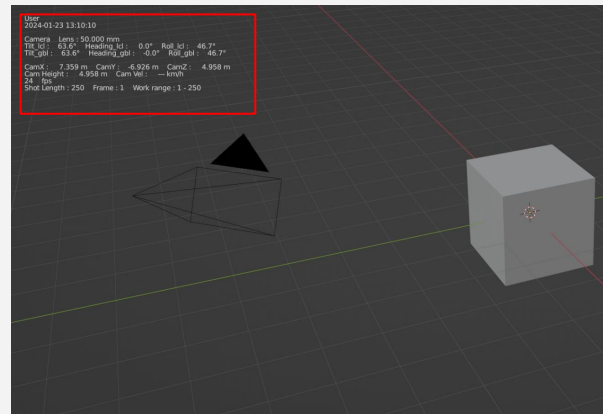 User
2024-01-23 13:10:10
Camera Lens : 50.000 mm
Tilt_lcl : 63.6° Heading_lcl : 0.0° Roll_lcl : 46.7°
Tilt_gbl : 63.6° Heading_gbl : -0.0° Roll_gbl : 46.7°
CamX : 7.359 m CamY : -6.926 m CamZ : 4.958 m
Cam Height : 4.958 m Cam Vel : --- km/h
24 fps
Shot Length : 250 Frame : 1 Work range : 1 - 250